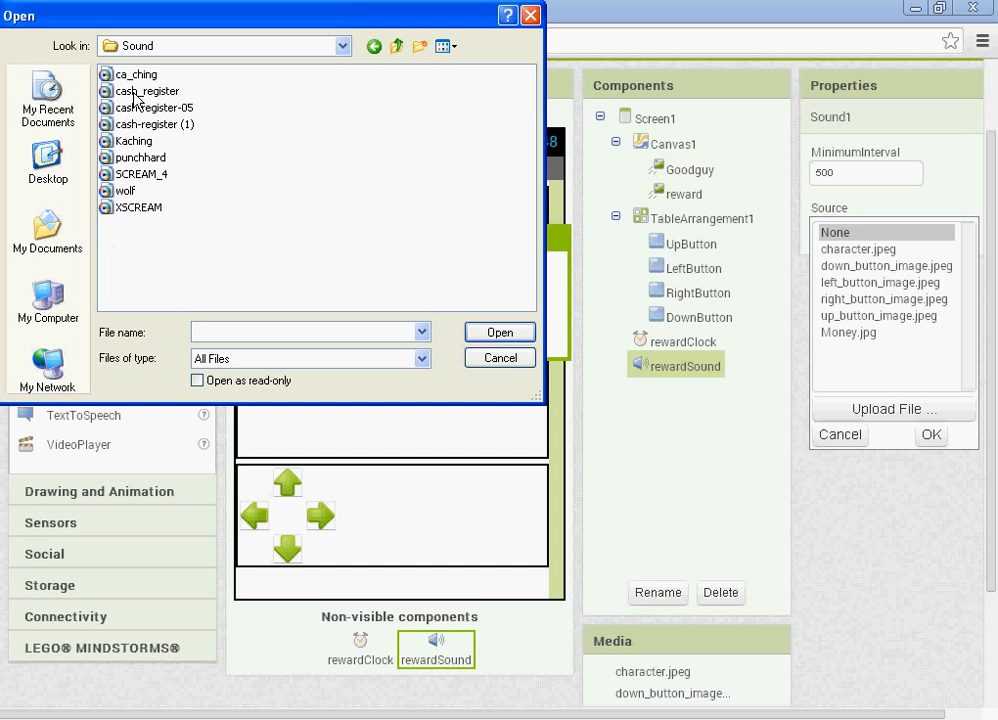 Open
Look in: Sound
My Recent Documents
Desktop
My Documents
My Computer
My Network
ca_ching
cash_register
cash-register-05
cash-register (1)
Kaching
punchhard
SCREAM_4
wolf
XSCREAM
File name:
Open
Files of type: All Files
Cancel
Open as read-only
TextToSpeech
VideoPlayer
Drawing and Animation
Sensors
Social
Storage
Connectivity
LEGO® MINDSTORMS®
Non-visible components
rewardClock
rewardSound
Components
Screen1
Canvas1
Goodguy
reward
TableArrangement1
UpButton
LeftButton
RightButton
DownButton
rewardClock
rewardSound
Rename
Delete
Media
character.jpeg
down_button_image...
Properties
Sound1
MinimumInterval
500
Source
None
character.jpeg
down_button_image.jpeg
left_button_image.jpeg
right_button_image.jpeg
up_button_image.jpeg
Money.jpg
Upload File ...
Cancel
OK